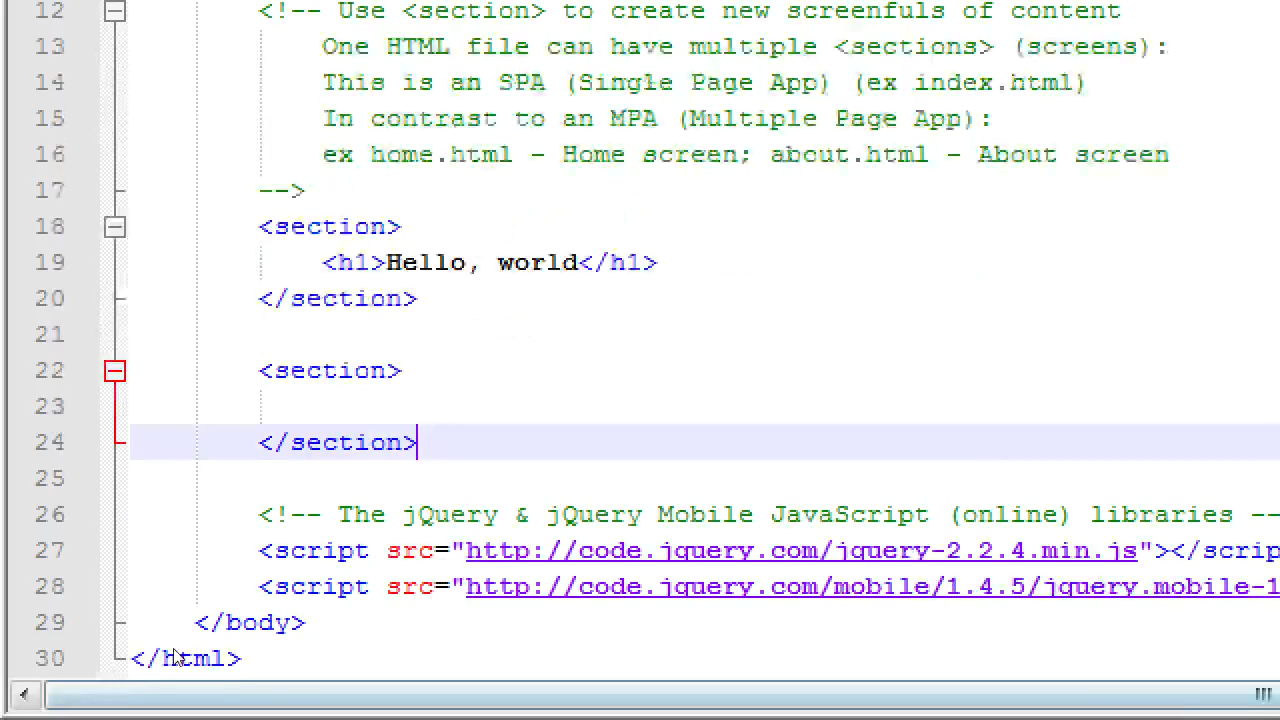 12 <!-- Use <section> to create new screenfuls of content
13 One HTML file can have multiple <sections> (screens):
14 This is an SPA (Single Page App) (ex index.html)
15 In contrast to an MPA (Multiple Page App):
16 ex home.html - Home screen; about.html - About screen
17 -->
18 <section>
19 <h1>Hello, world</h1>
20 </section>
21
22 <section>
23
24 </section>
25
26 <!-- The jQuery & jQuery Mobile JavaScript (online) libraries --
27 <script src="http://code.jquery.com/jquery-2.2.4.min.js"></scrip
28 <script src="http://code.jquery.com/mobile/1.4.5/jquery.mobile-1
29 </body>
30 </html>